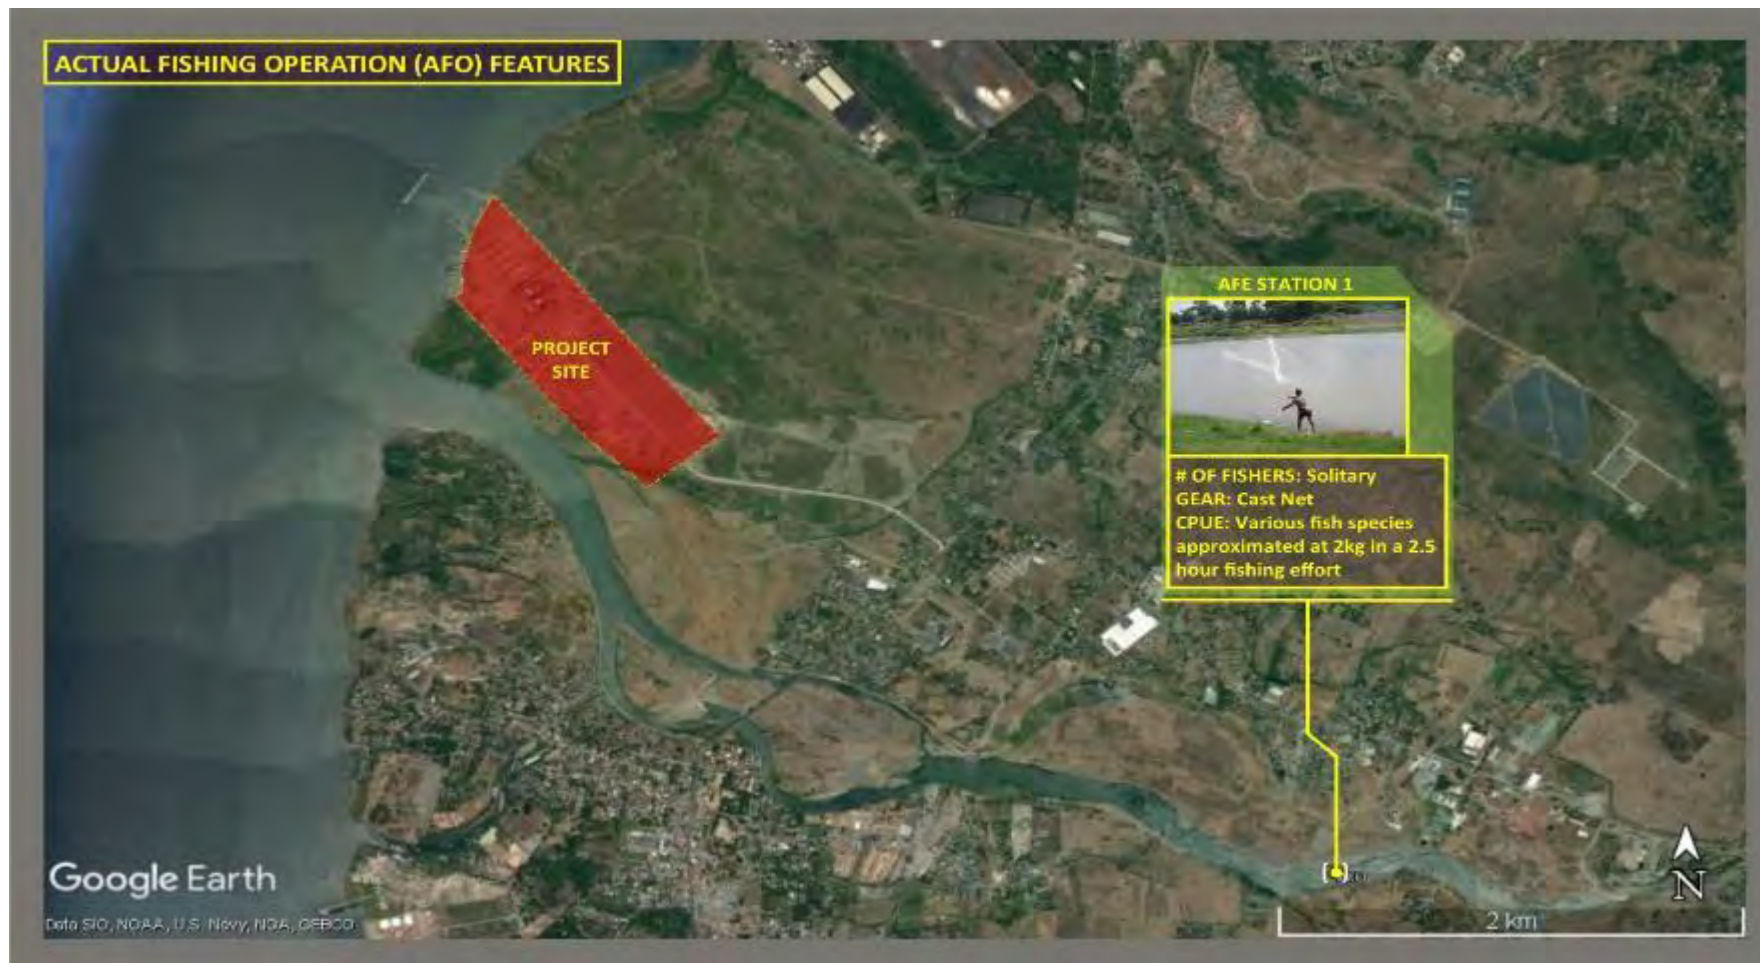 ACTUAL FISHING OPERATION (AFO) FEATURES
AFE STATION 1
PROJECT
SITE
# OF FISHERS: Solitary
GEAR: Cast Net
CPUE: Various fish species
approximated at 2kg in a 2.5
hour fishing effort
Google Earth
N
Data SIO, NOAA, U.S. Navy, NGA, GEBCO
2 km